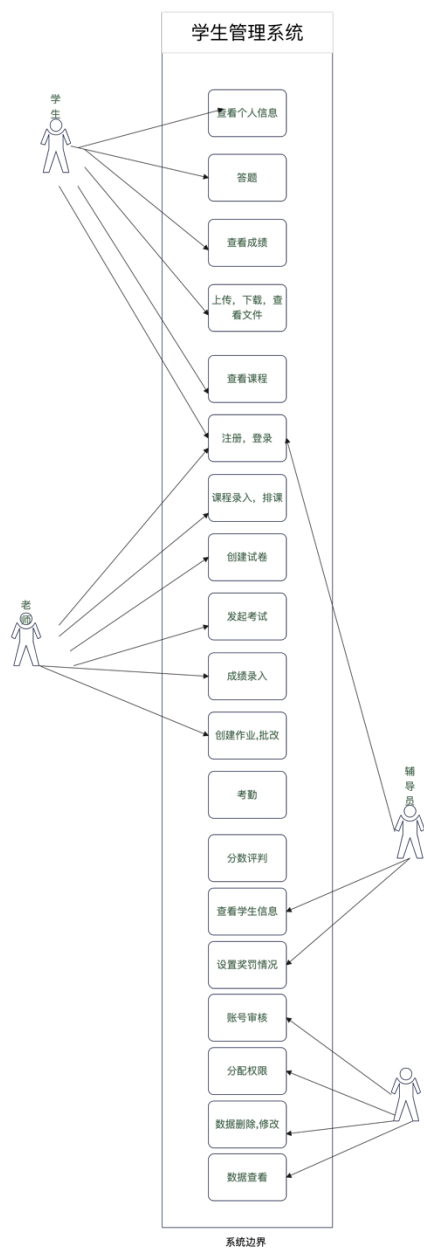 学生管理系统
学
生
查看个人信息
答题
查看成绩
上传，下载，查
看文件
查看课程
注册，登录
课程录入，排课
创建试卷
老
师
发起考试
成绩录入
创建作业,批改
考勤
辅
导
员
分数评判
查看学生信息
设置奖罚情况
账号审核
分配权限
数据删除,修改
数据查看
系统边界